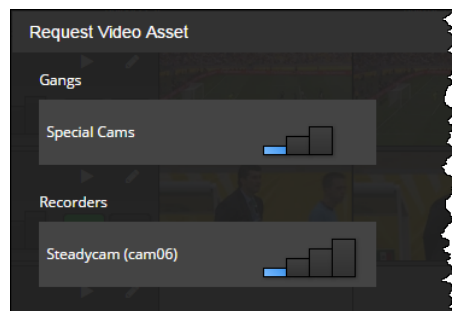 Request Video Asset
Gangs
Special Cams
Recorders
Steadycam (cam06)